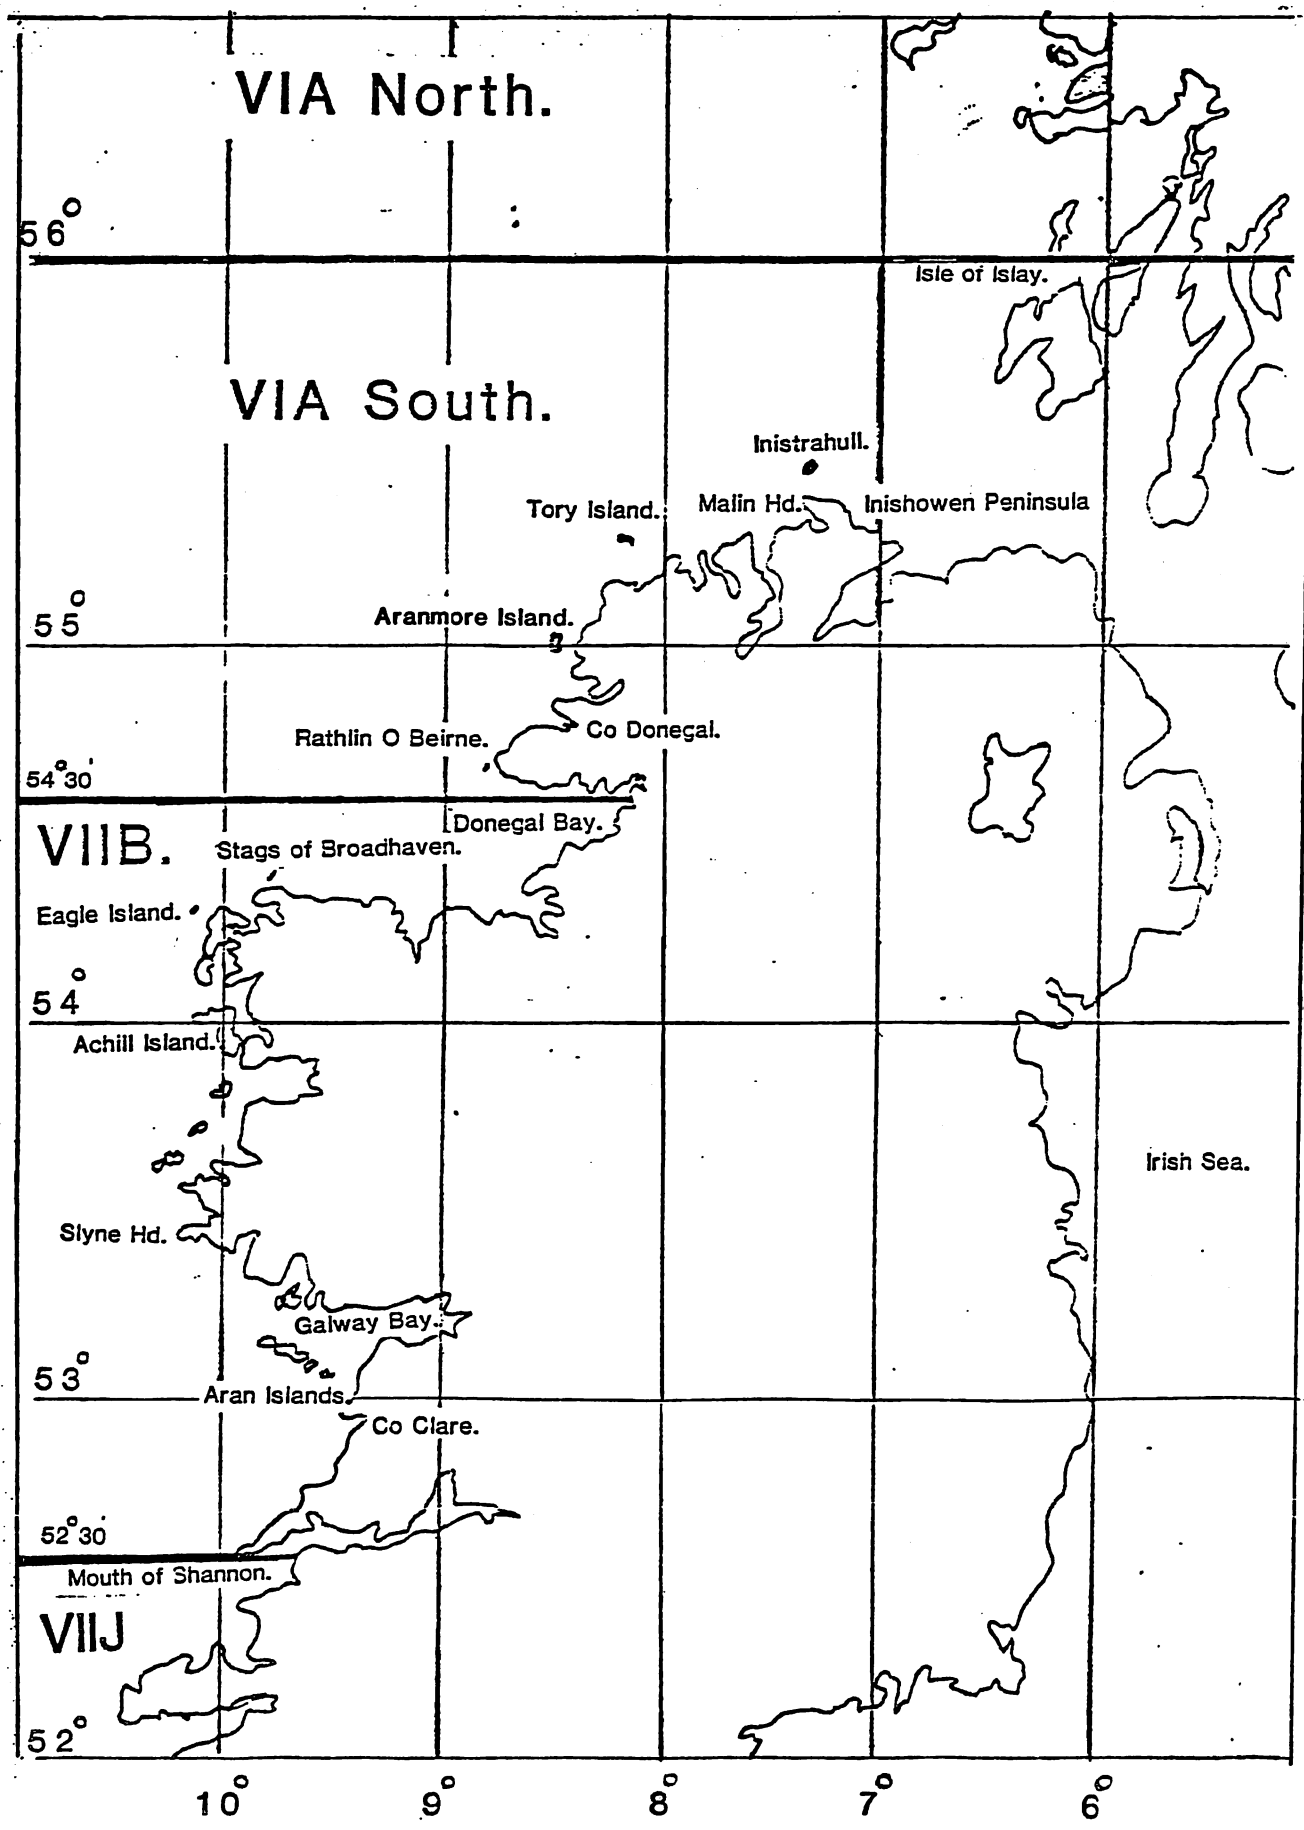 VIA North.
56°
Isle of Islay.
VIA South.
Inistrahull.
Tory Island.
Malin Hd.
Inishowen Peninsula
55°
Aranmore Island.
Rathlin O Beirne.
Co Donegal.
54°30'
VIIB.
Donegal Bay.
Stags of Broadhaven.
Eagle Island.
54°
Achill Island.
Irish Sea.
Slyne Hd.
Galway Bay.
53°
Aran Islands.
Co Clare.
52°30'
Mouth of Shannon.
VIIJ
52°
10° 9° 8° 7° 6°